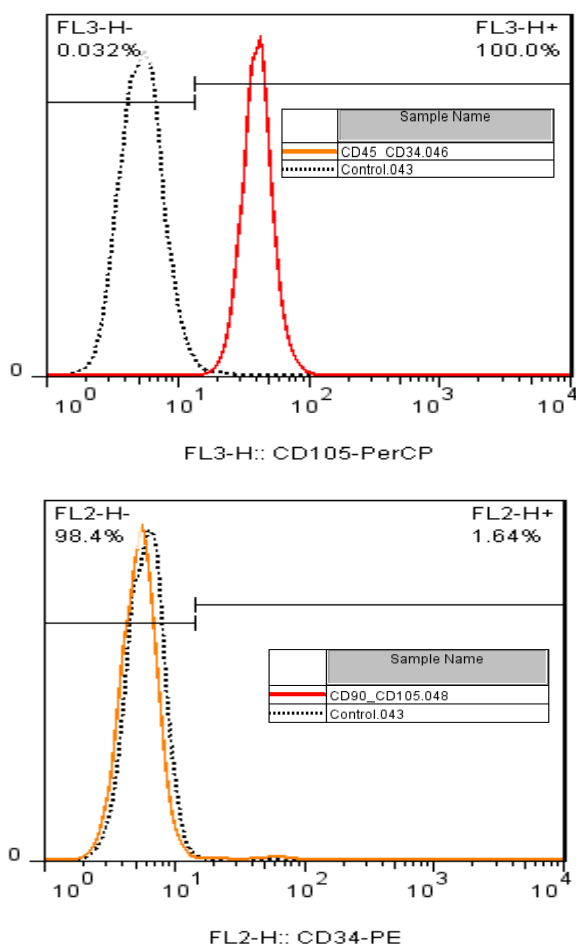 FL3-H- FL3-H+
0.032% 100.0%
Sample Name
CD45_CD34.046
Control.043
0
10^0 10^1 10^2 10^3 10^4
FL3-H:: CD105-PerCP
FL2-H- FL2-H+
98.4% 1.64%
Sample Name
CD90_CD105.048
Control.043
0
10^0 10^1 10^2 10^3 10^4
FL2-H:: CD34-PE